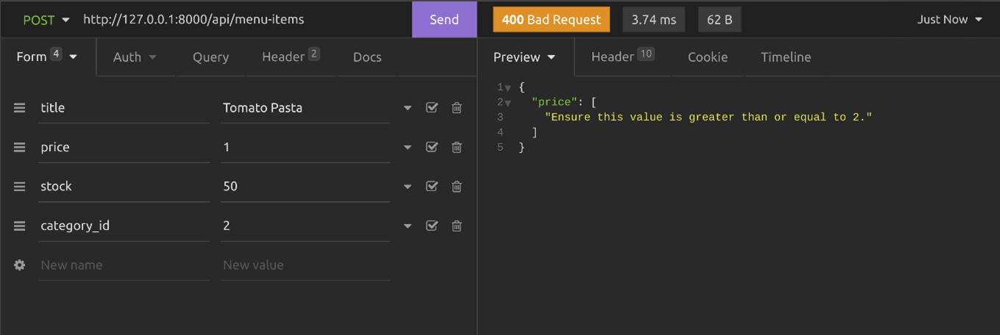 POST http://127.0.0.1:8000/api/menu-items Send 400 Bad Request 3.74 ms 62 B Just Now
Form 4 Auth Query Header 2 Docs Preview Header 10 Cookie Timeline
title Tomato Pasta
price 1
stock 50
category_id 2
New name New value
1 {
2 "price": [
3 "Ensure this value is greater than or equal to 2."
4 ]
5 }